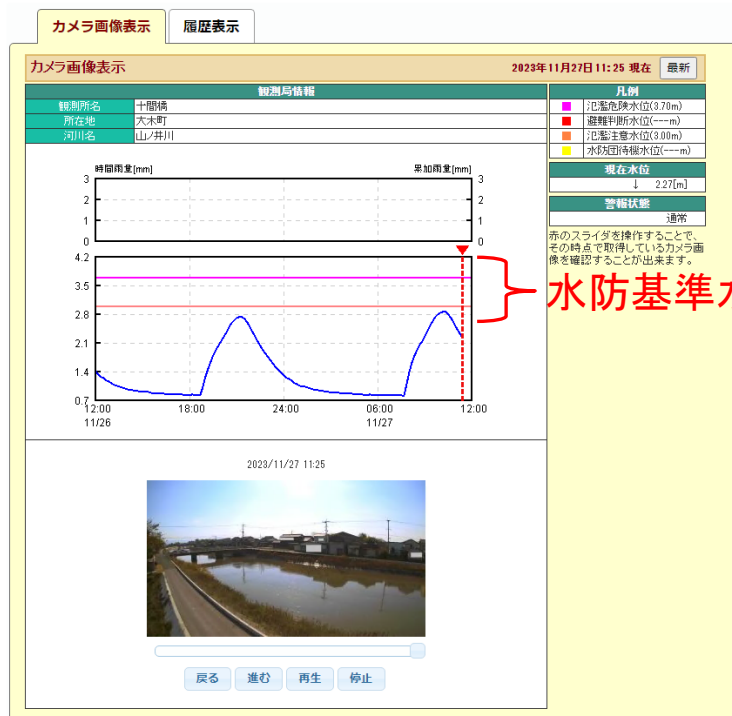 カメラ画像表示 履歴表示
カメラ画像表示 2023年11月27日11:25 現在 最新
観測局情報
観測所名 十間橋
所在地 大木町
河川名 山ノ井川
凡例
氾濫危険水位(3.70m)
避難判断水位(---m)
氾濫注意水位(3.00m)
水防団待機水位(---m)
現在水位
↓ 2.27[m]
警報状態
通常
赤のスライダを操作することで、
その時点で取得しているカメラ画
像を確認することが出来ます。
時間雨量[mm] 累加雨量[mm]
3 3
2 2
1 1
0 0
4.2
3.5
2.8
2.1
1.4
0.7
12:00 18:00 24:00 06:00 12:00
11/26 11/27
水防基準
2023/11/27 11:25
戻る 進む 再生 停止